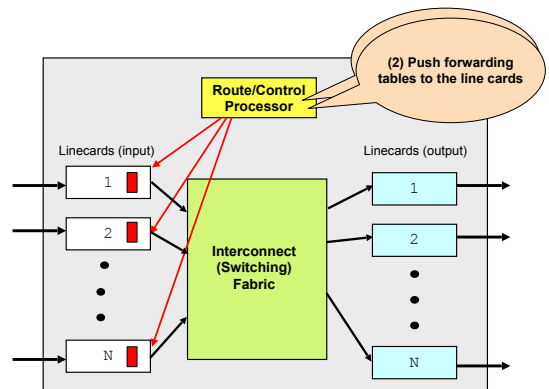 (2) Push forwarding
tables to the line cards
Route/Control
Processor
Linecards (input)
Linecards (output)
1
1
2
2
Interconnect
(Switching)
Fabric
N
N